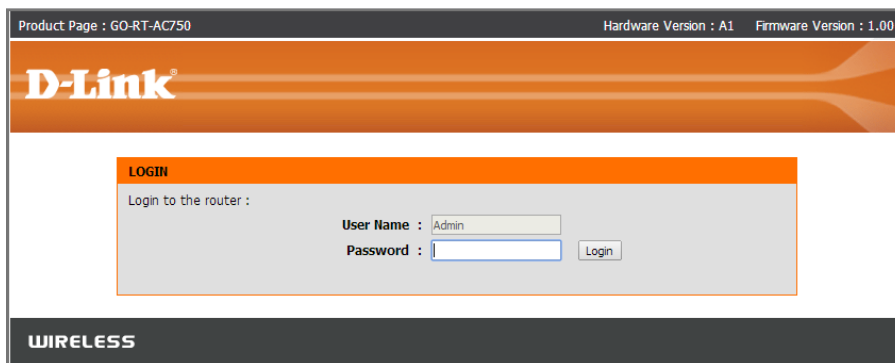 Product Page : GO-RT-AC750 Hardware Version : A1 Firmware Version : 1.00
D-Link®
LOGIN
Login to the router :
User Name : Admin
Password : Login
WIRELESS